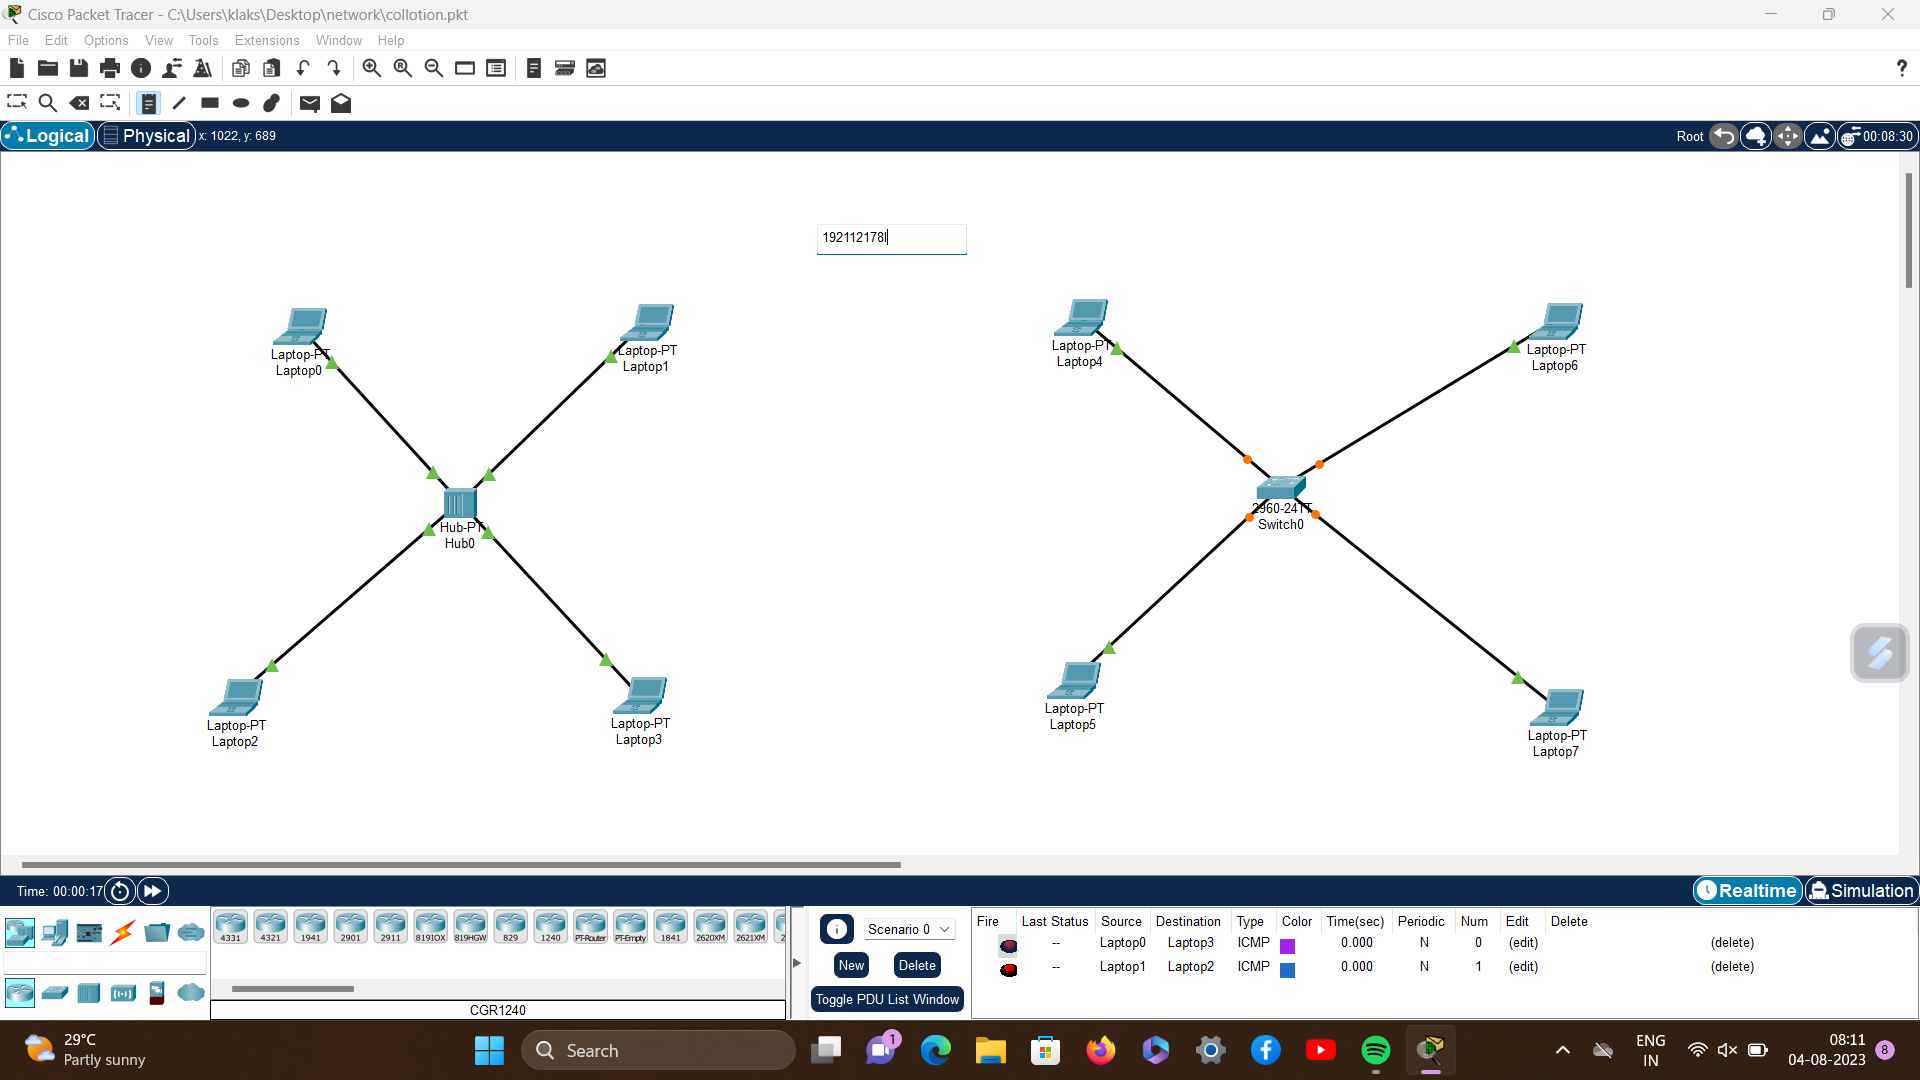 Cisco Packet Tracer - C:\Users\klaks\Desktop\network\collotion.pkt
File Edit Options View Tools Extensions Window Help
?
Logical Physical x: 1022, y: 689 Root 00:08:30
192112178l
Laptop-PT
Laptop0
Laptop-PT
Laptop1
Laptop-PT
Laptop4
Laptop-PT
Laptop6
Hub-PT
Hub0
2960-24TT
Switch0
Laptop-PT
Laptop2
Laptop-PT
Laptop3
Laptop-PT
Laptop5
Laptop-PT
Laptop7
Time: 00:00:17 Realtime Simulation
4331 4321 1941 2901 2911 819IOX 819HGW 829 1240 PT-Router PT-Empty 1841 2620XM 2621XM 2
CGR1240
Scenario 0
New Delete
Toggle PDU List Window
Fire Last Status Source Destination Type Color Time(sec) Periodic Num Edit Delete
-- Laptop0 Laptop3 ICMP 0.000 N 0 (edit) (delete)
-- Laptop1 Laptop2 ICMP 0.000 N 1 (edit) (delete)
29°C
Partly sunny
Search
1
ENG
IN
08:11
04-08-2023
8